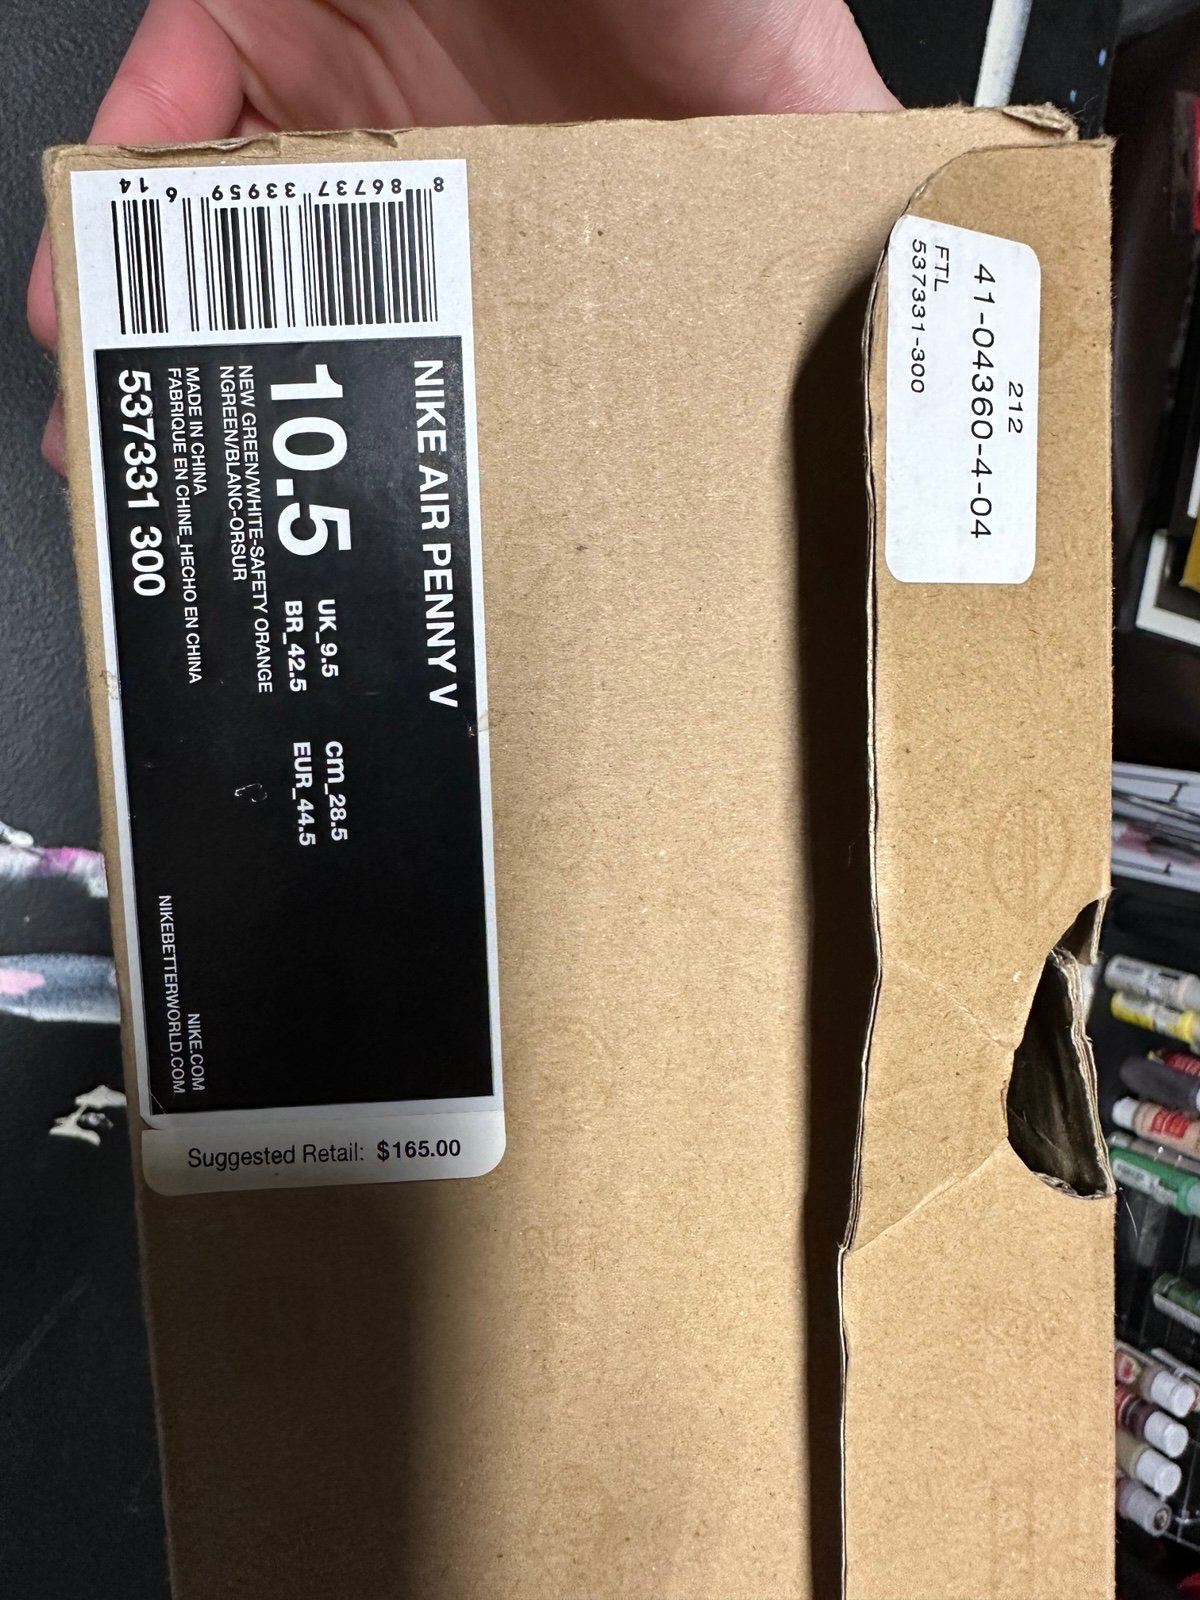 8 86737 33959 6 14
NIKE AIR PENNY V
10.5 UK_9.5 cm_28.5
BR_42.5 EUR_44.5
NEW GREEN/WHITE-SAFETY ORANGE
NGREEN/BLANC-ORSUR
MADE IN CHINA NIKE.COM
FABRIQUE EN CHINE_HECHO EN CHINA NIKEBETTERWORLD.COM
537331 300
Suggested Retail: $165.00
212
41-04360-4-04
FTL
537331-300